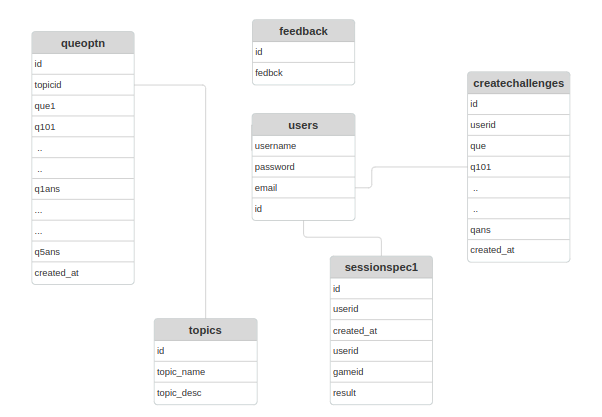 queoptn
id
topicid
que1
q101
..
..
q1ans
...
...
q5ans
created_at
feedback
id
fedbck
users
username
password
email
id
createchallenges
id
userid
que
q101
..
..
qans
created_at
topics
id
topic_name
topic_desc
sessionspec1
id
userid
created_at
userid
gameid
result